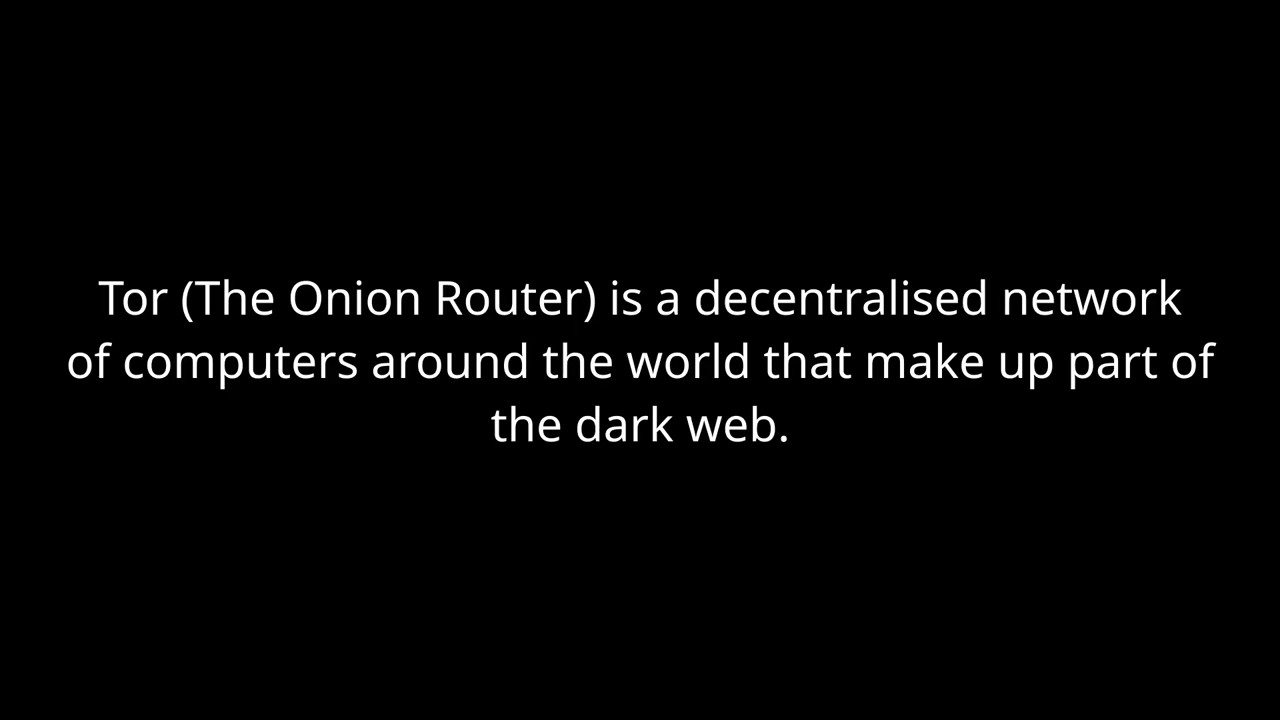 Tor (The Onion Router) is a decentralised network
of computers around the world that make up part of
the dark web.